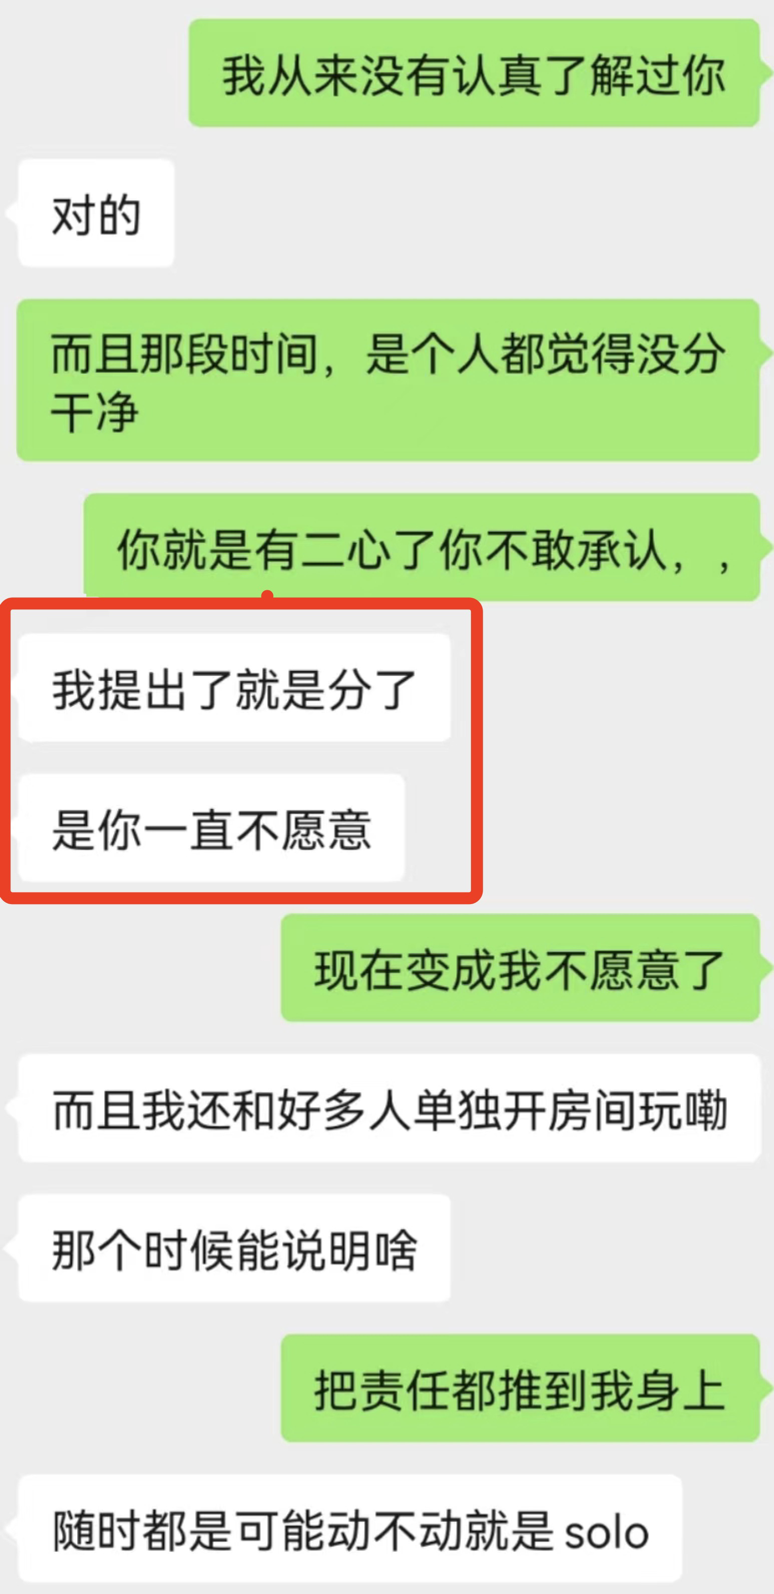 我从来没有认真了解过你
对的
而且那段时间，是个人都觉得没分
干净
你就是有二心了你不敢承认，，
我提出了就是分了
是你一直不愿意
现在变成我不愿意了
而且我还和好多人单独开房间玩嘞
那个时候能说明啥
把责任都推到我身上
随时都是可能动不动就是 solo